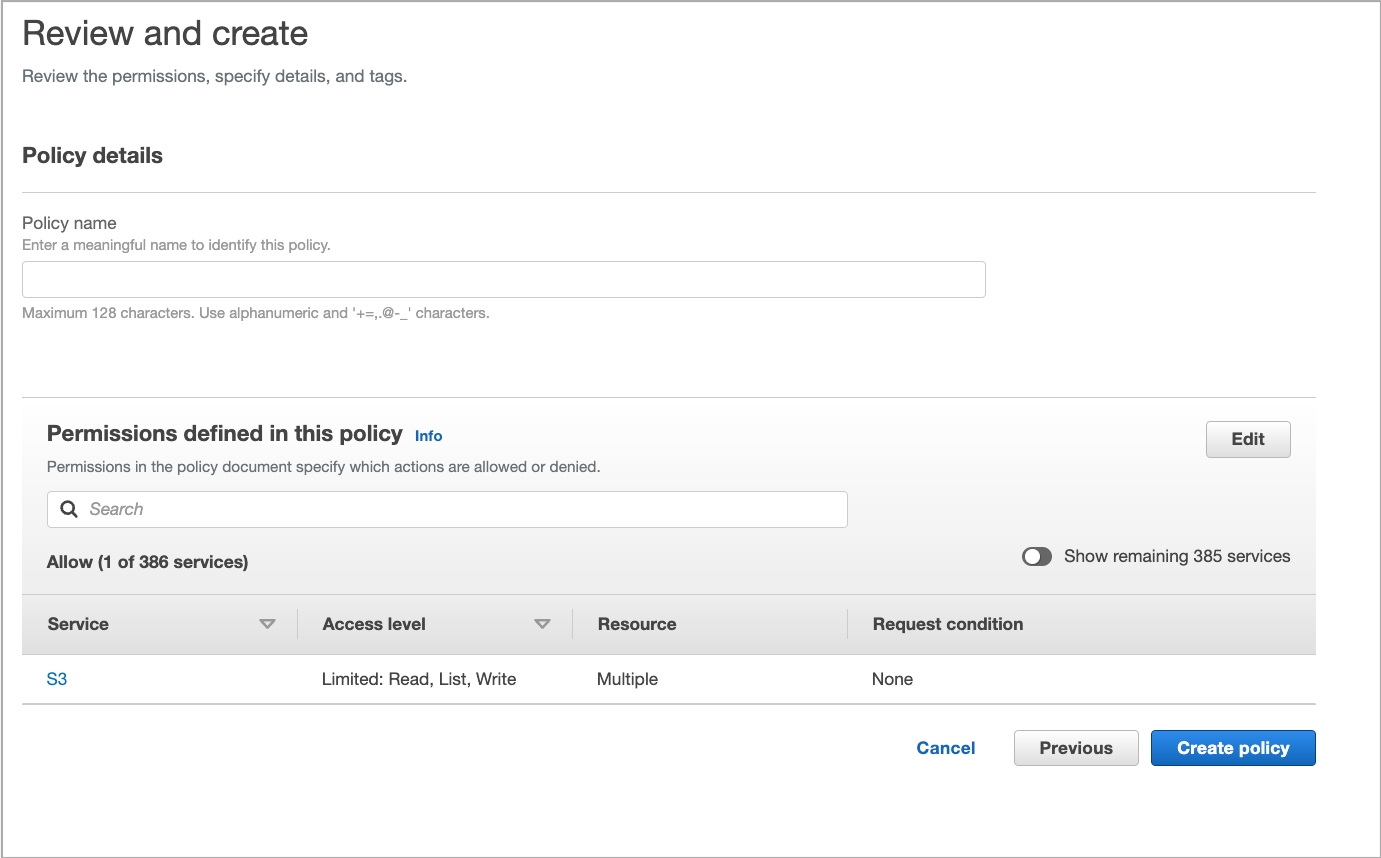 Review and create
Review the permissions, specify details, and tags.
Policy details
Policy name
Enter a meaningful name to identify this policy.
Maximum 128 characters. Use alphanumeric and '+=,.@-_' characters.
Permissions defined in this policy Info
Edit
Permissions in the policy document specify which actions are allowed or denied.
Search
Allow (1 of 386 services)
Show remaining 385 services
Service Access level Resource Request condition
S3 Limited: Read, List, Write Multiple None
Cancel Previous Create policy